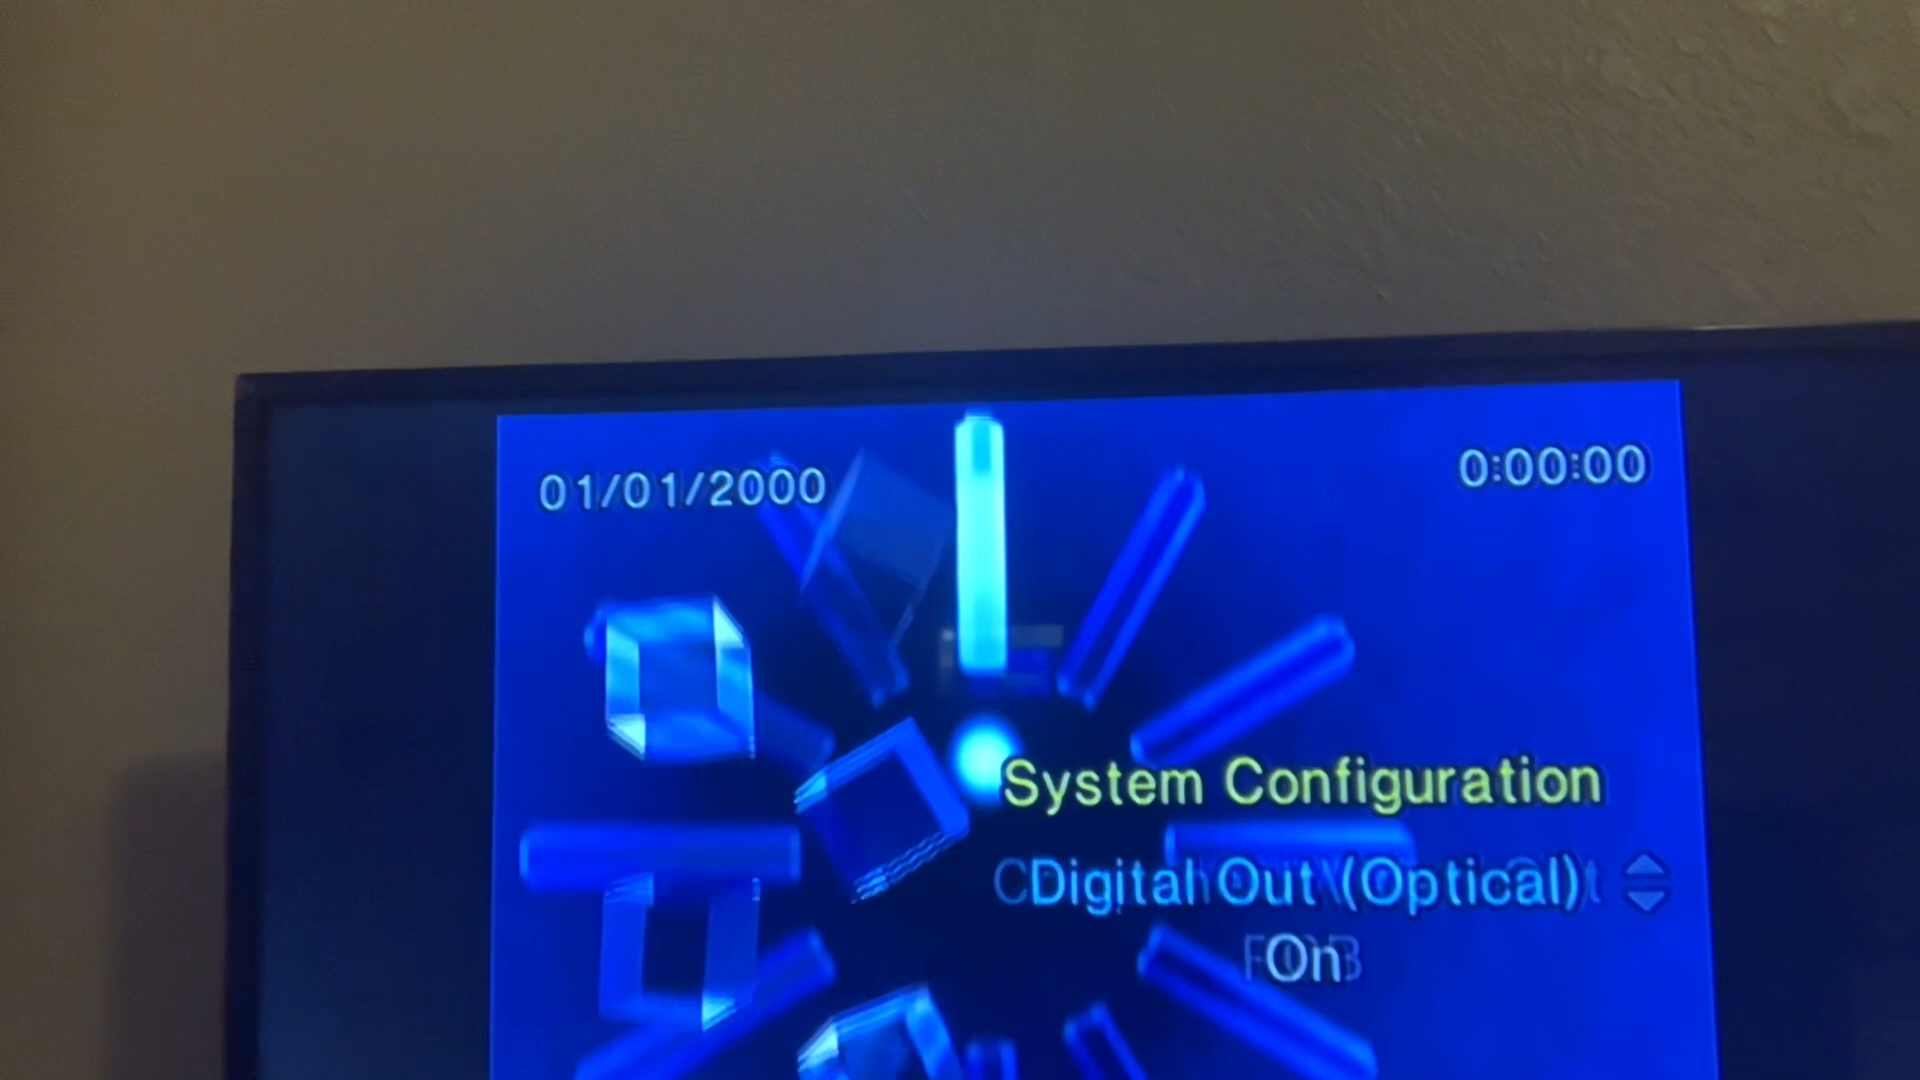 01/01/2000
0:00:00
System Configuration
Digital Out (Optical)
On